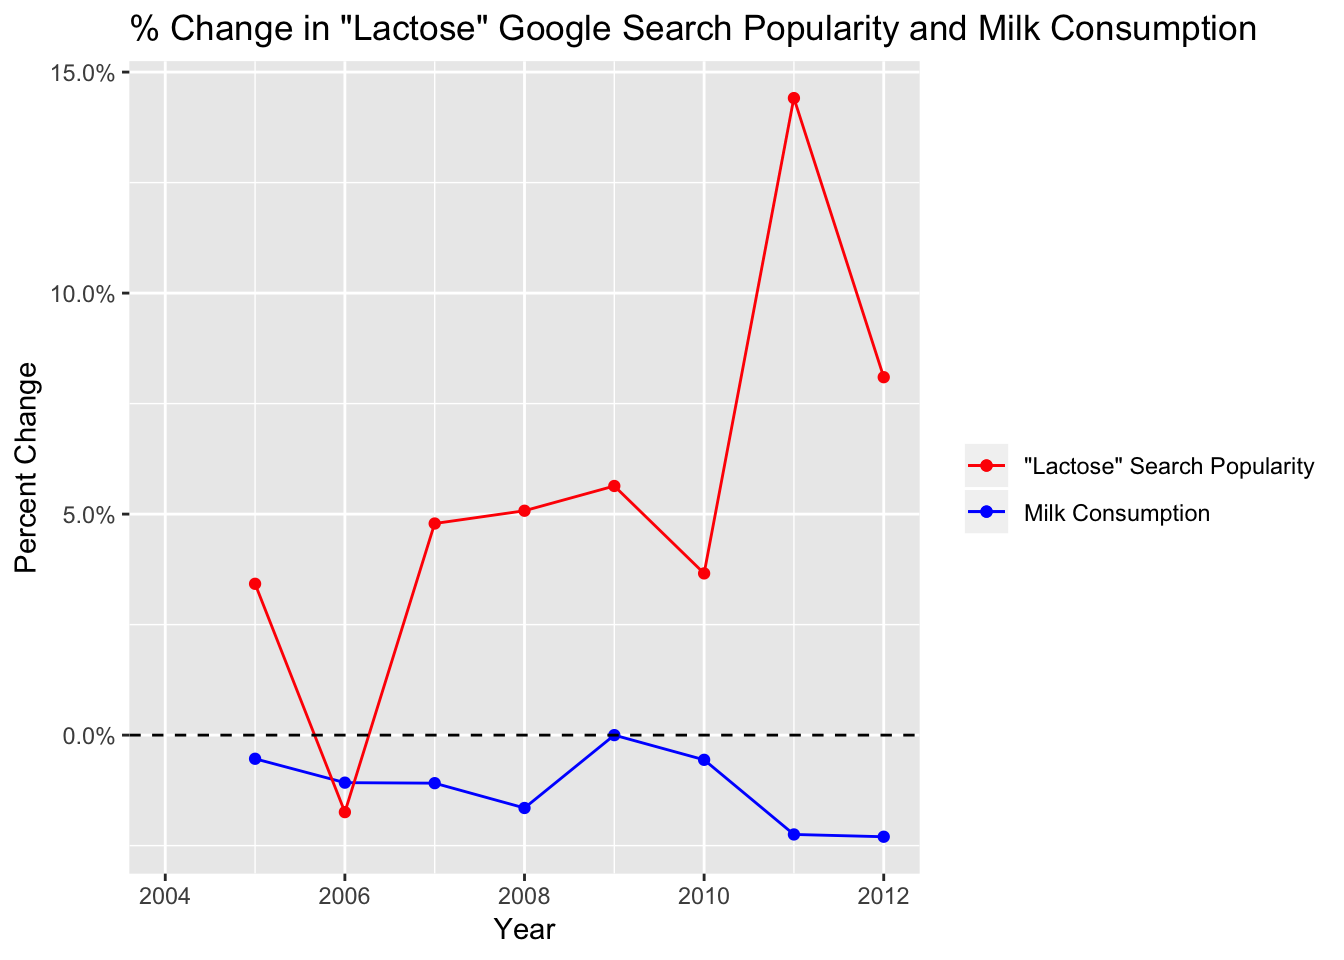 % Change in "Lactose" Google Search Popularity and Milk Consumption
15.0%
10.0%
5.0%
0.0%
Percent Change
2004 2006 2008 2010 2012
Year
"Lactose" Search Popularity
Milk Consumption